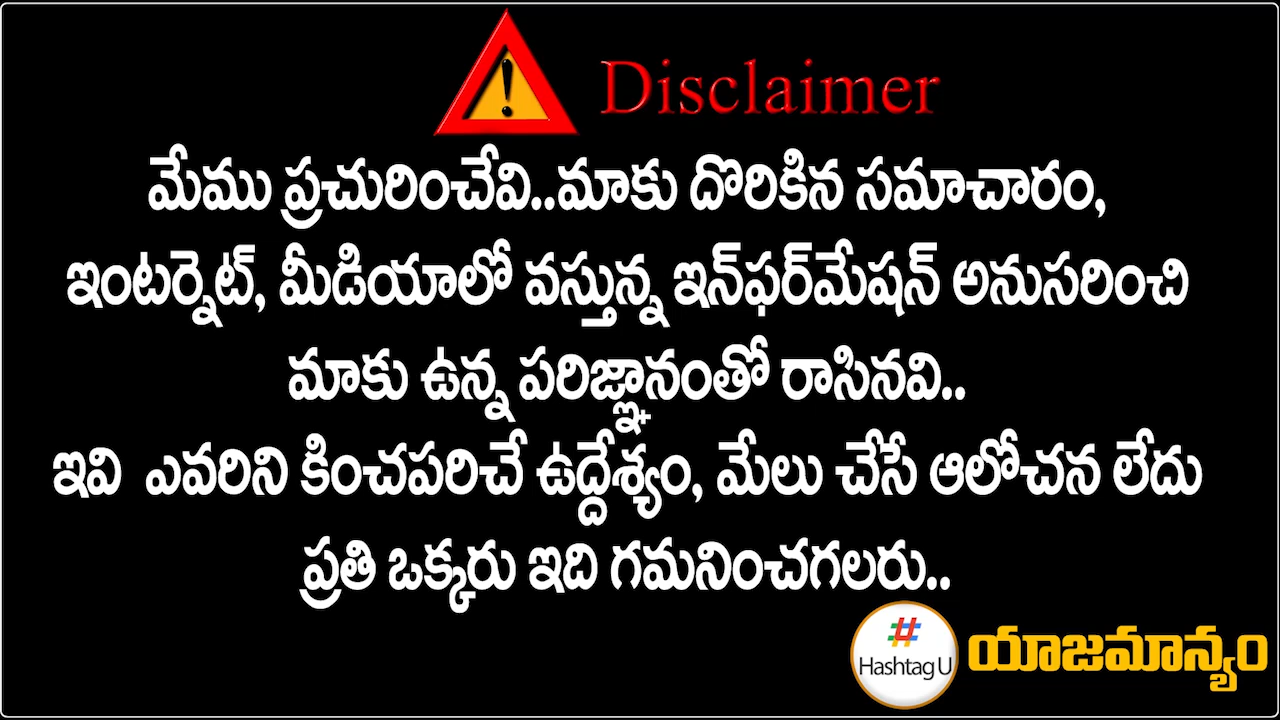 Disclaimer
మేము ప్రచురించేవి..మాకు దొరికిన సమాచారం,
ఇంటర్నెట్, మీడియాలో వస్తున్న ఇన్‌ఫర్‌మేషన్ అనుసరించి
మాకు ఉన్న పరిజ్ఞానంతో రాసినవి..
ఇవి ఎవరిని కించపరిచే ఉద్దేశ్యం, మేలు చేసే ఆలోచన లేదు
ప్రతి ఒక్కరు ఇది గమనించగలరు..
#
Hashtag U
యాజమాన్యం